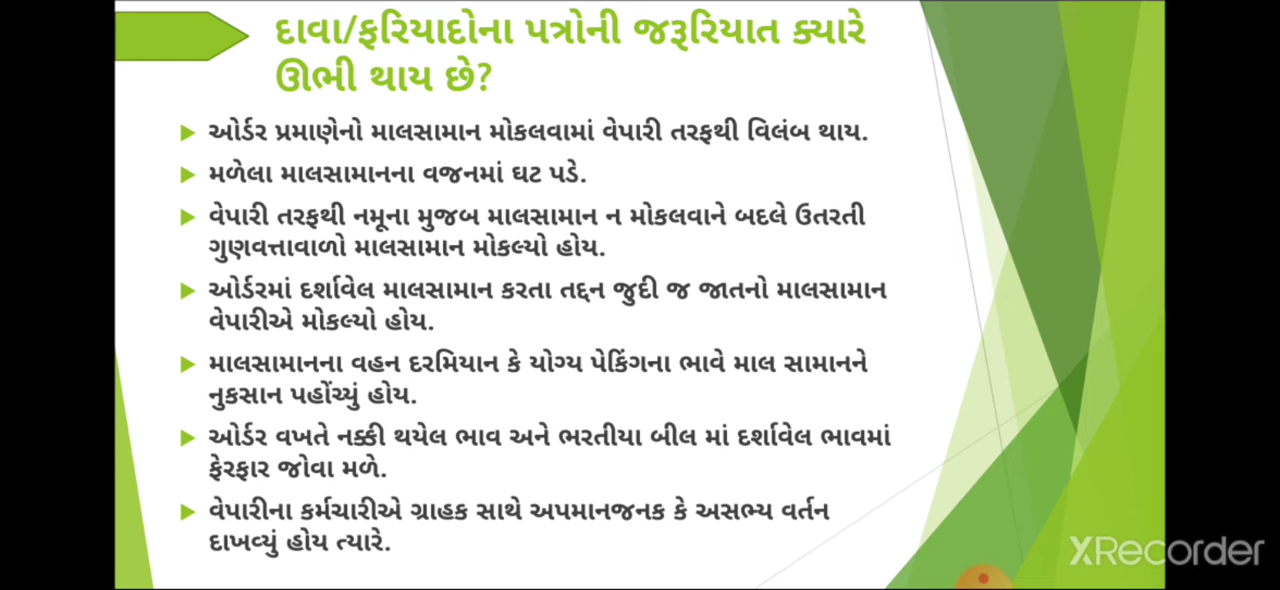 દાવા/ફરિયાદોના પત્રોની જરૂરિયાત ક્યારે
ઊભી થાય છે?
ઓર્ડર પ્રમાણેનો માલસામાન મોકલવામાં વેપારી તરફથી વિલંબ થાય.
મળેલા માલસામાનના વજનમાં ઘટ પડે.
વેપારી તરફથી નમૂના મુજબ માલસામાન ન મોકલવાને બદલે ઉતરતી
ગુણવત્તાવાળો માલસામાન મોકલ્યો હોય.
ઓર્ડરમાં દર્શાવેલ માલસામાન કરતા તદ્દન જુદી જ જાતનો માલસામાન
વેપારીએ મોકલ્યો હોય.
માલસામાનના વહન દરમિયાન કે યોગ્ય પેકિંગના ભાવે માલ સામાનને
નુકસાન પહોંચ્યું હોય.
ઓર્ડર વખતે નક્કી થયેલ ભાવ અને ભરતીયા બીલ માં દર્શાવેલ ભાવમાં
ફેરફાર જોવા મળે.
વેપારીના કર્મચારીએ ગ્રાહક સાથે અપમાનજનક કે અસભ્ય વર્તન
દાખવ્યું હોય ત્યારે.
XRecorder